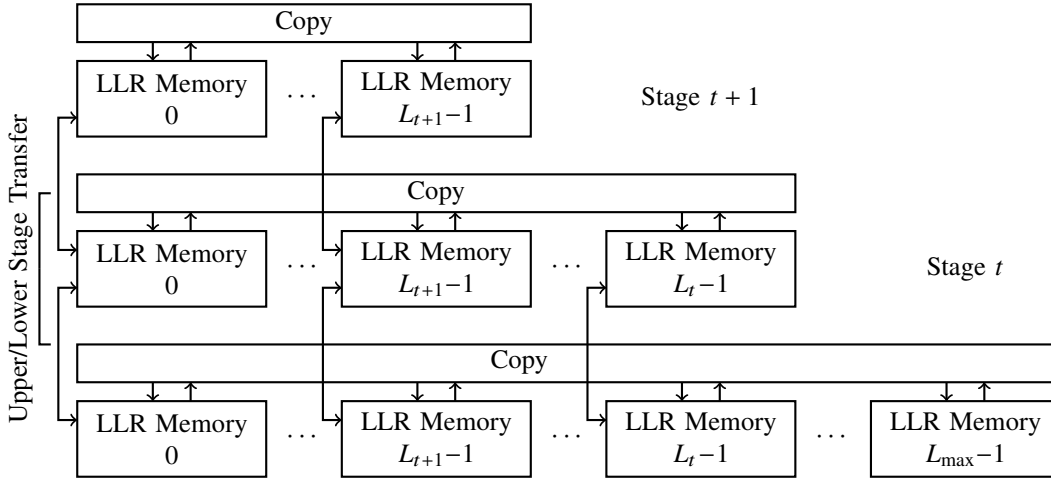 Copy
LLR Memory
0
. . .
LLR Memory
L_{t+1}−1
Stage t + 1
Upper/Lower Stage Transfer
Copy
LLR Memory
0
. . .
LLR Memory
L_{t+1}−1
. . .
LLR Memory
L_t−1
Stage t
Copy
LLR Memory
0
. . .
LLR Memory
L_{t+1}−1
. . .
LLR Memory
L_t−1
. . .
LLR Memory
L_{max}−1